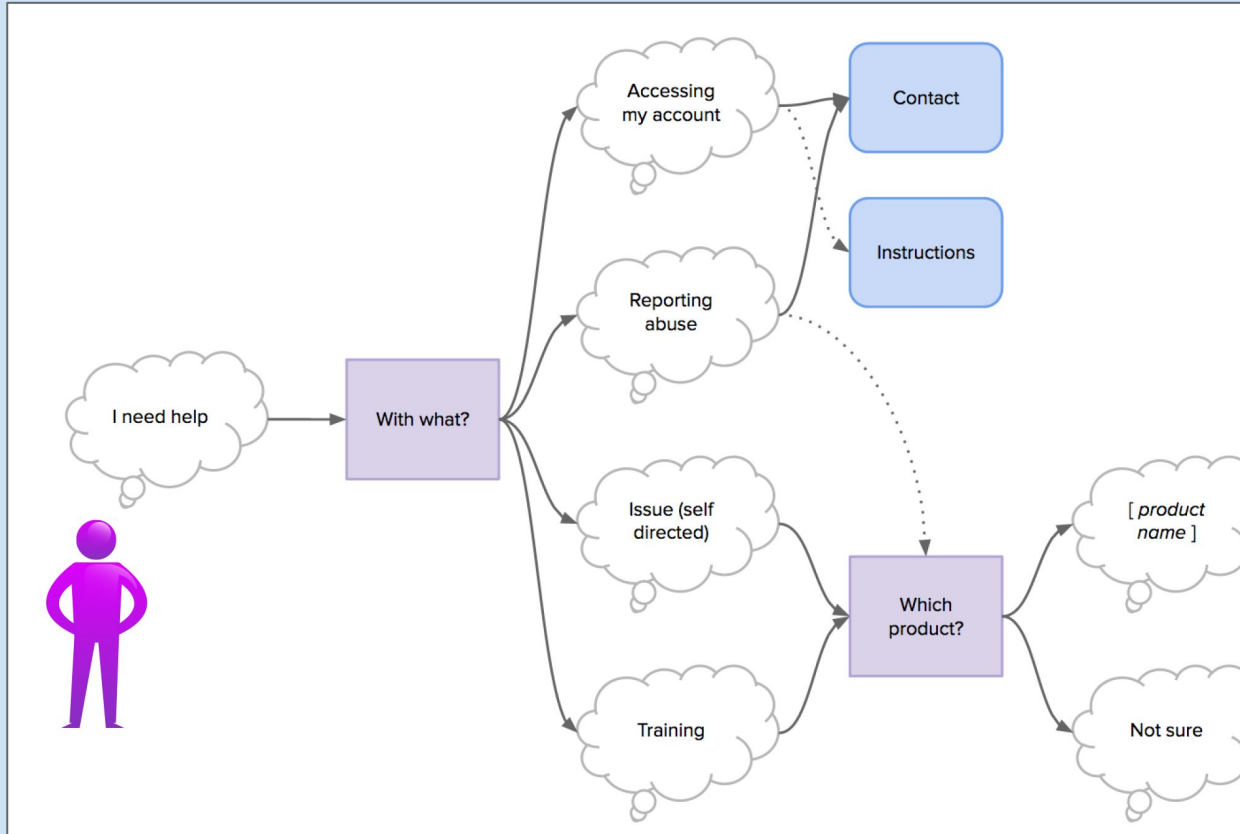 Accessing
my account
Contact
Instructions
Reporting
abuse
I need help
With what?
Issue (self
directed)
[ product
name ]
Which
product?
Training
Not sure